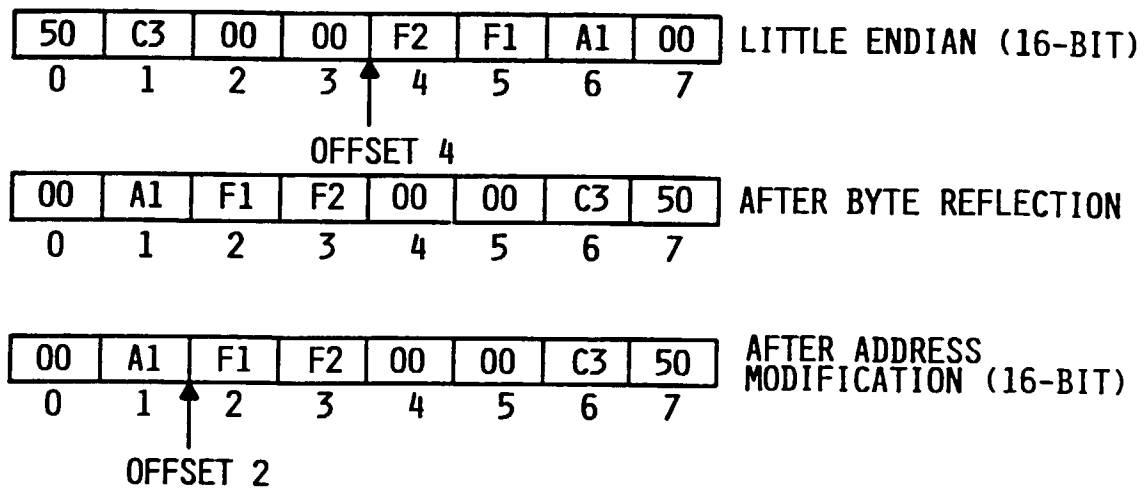 50 C3 00 00 F2 F1 A1 00 LITTLE ENDIAN (16-BIT)
0 1 2 3 4 5 6 7
OFFSET 4
00 A1 F1 F2 00 00 C3 50 AFTER BYTE REFLECTION
0 1 2 3 4 5 6 7
00 A1 F1 F2 00 00 C3 50 AFTER ADDRESS
MODIFICATION (16-BIT)
0 1 2 3 4 5 6 7
OFFSET 2